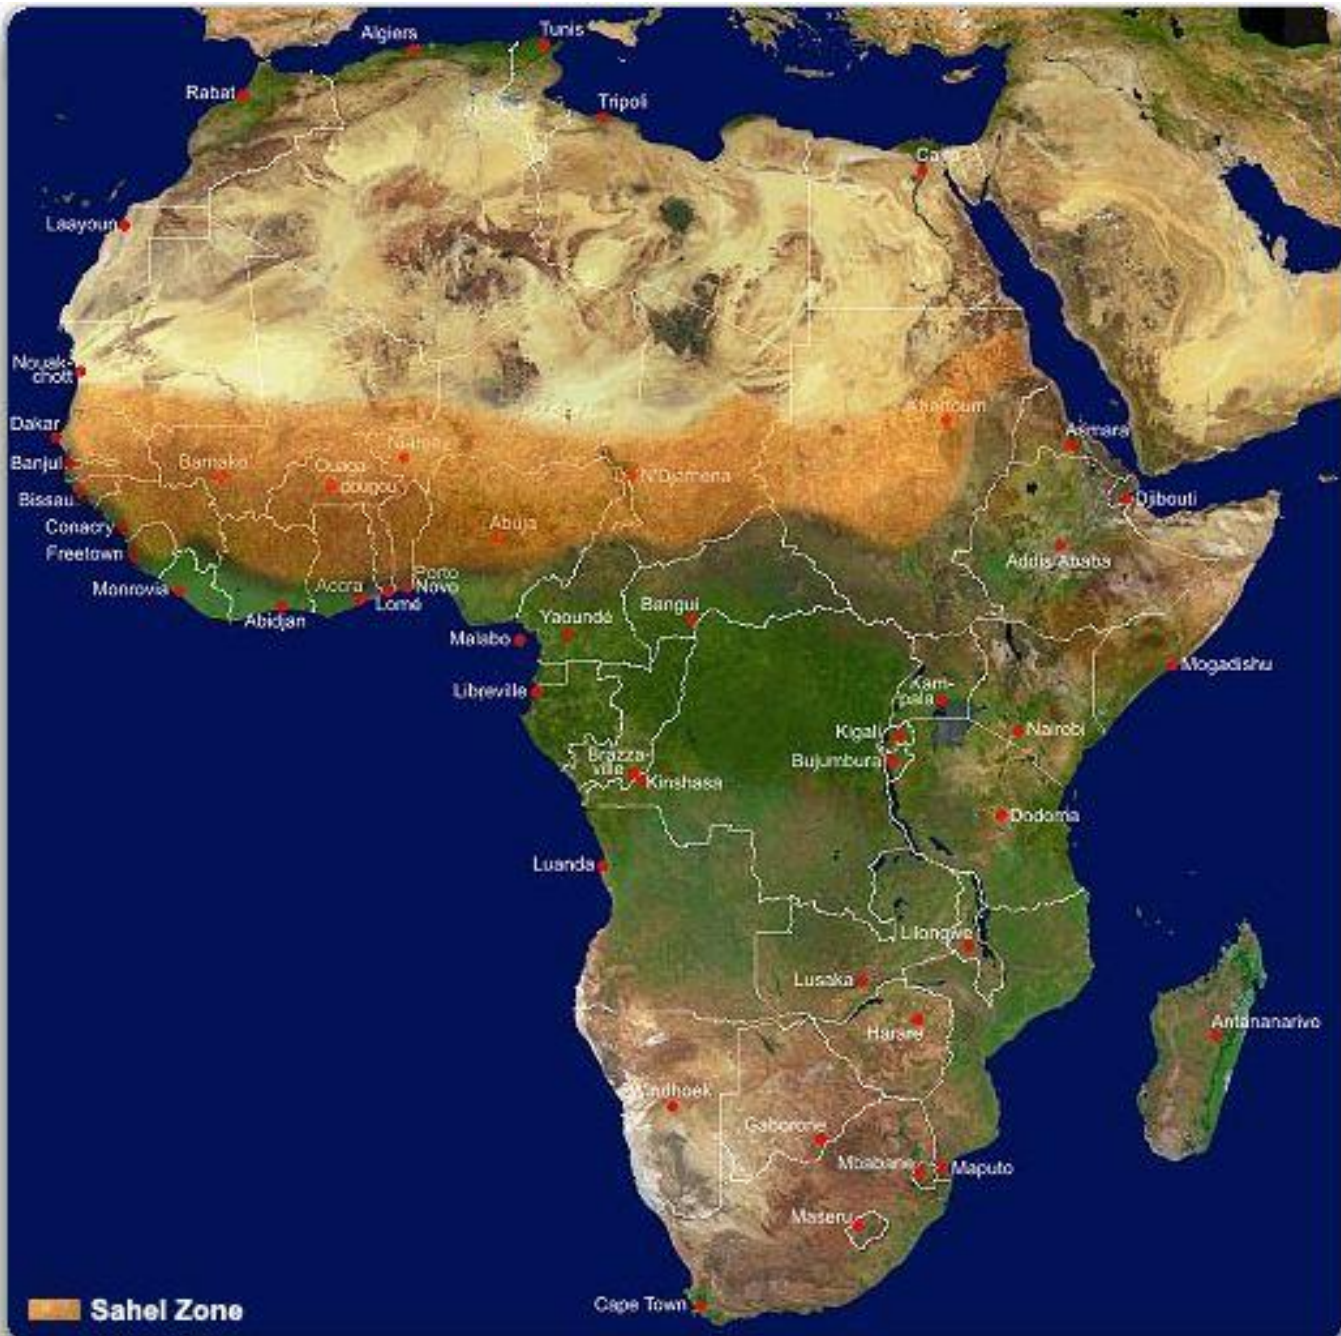 Algiers
Tunis
Rabat
Tripoli
Cairo
Laayoun
Nouak-
chott
Dakar
Khartoum
Asmara
Banjul
Bamako
Niamey
Ouaga-
dougou
N'Djamena
Bissau
Djibouti
Conacry
Abuja
Freetown
Addis Ababa
Monrovia
Accra
Porto
Novo
Lomé
Abidjan
Bangui
Yaoundé
Malabo
Mogadishu
Libreville
Kam-
pala
Kigali
Nairobi
Bujumbura
Brazza-
ville
Kinshasa
Dodoma
Luanda
Lilongwe
Lusaka
Antananarivo
Harare
Windhoek
Gaborone
Mbabane
Maputo
Maseru
Cape Town
Sahel Zone